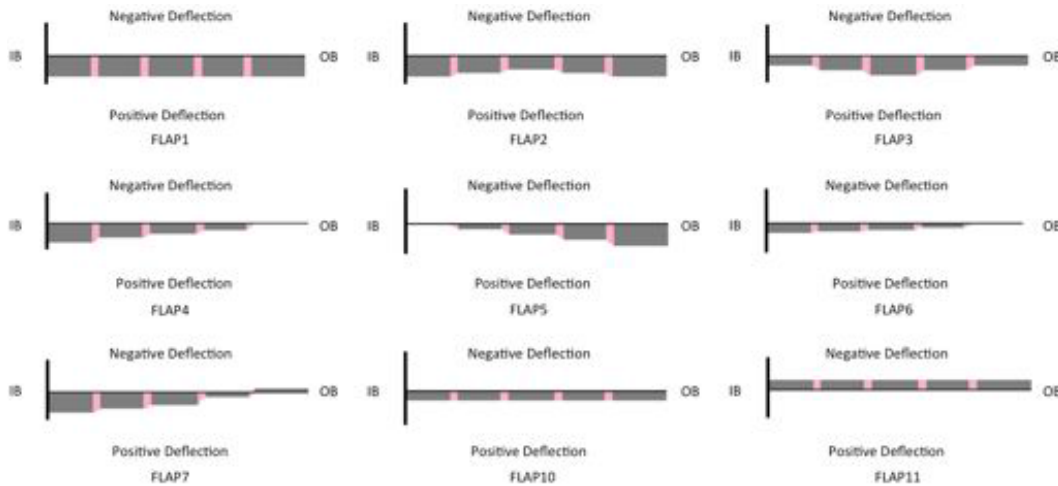 Negative Deflection
Negative Deflection
Negative Deflection
IB
OB
IB
OB
IB
OB
Positive Deflection
Positive Deflection
Positive Deflection
FLAP1
FLAP2
FLAP3
Negative Deflection
Negative Deflection
Negative Deflection
IB
OB
IB
OB
IB
OB
Positive Deflection
Positive Deflection
Positive Deflection
FLAP4
FLAP5
FLAP6
Negative Deflection
Negative Deflection
Negative Deflection
IB
OB
IB
OB
IB
OB
Positive Deflection
Positive Deflection
Positive Deflection
FLAP7
FLAP10
FLAP11